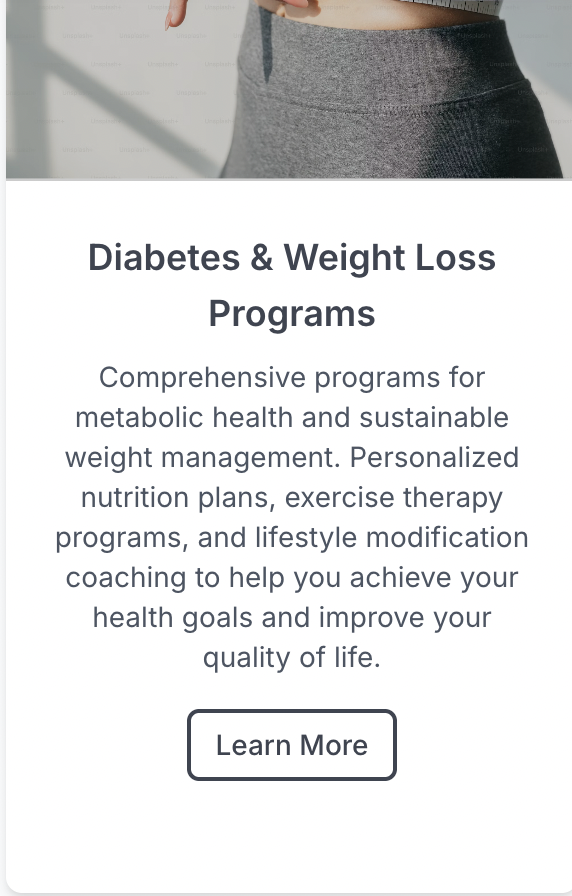 Diabetes & Weight Loss
Programs
Comprehensive programs for
metabolic health and sustainable
weight management. Personalized
nutrition plans, exercise therapy
programs, and lifestyle modification
coaching to help you achieve your
health goals and improve your
quality of life.
Learn More